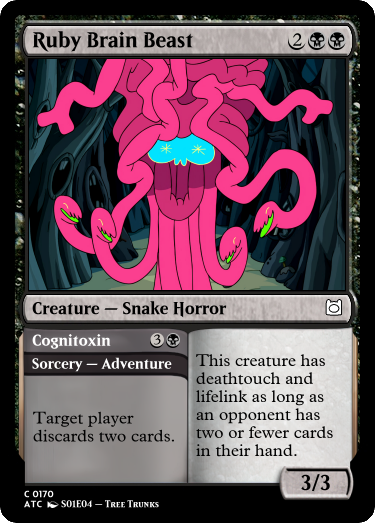 Ruby Brain Beast 2
Creature — Snake Horror
Cognitoxin 3
Sorcery — Adventure
Target player
discards two cards.
This creature has
deathtouch and
lifelink as long as
an opponent has
two or fewer cards
in their hand.
3/3
C 0170
ATC S01E04 – Tree Trunks